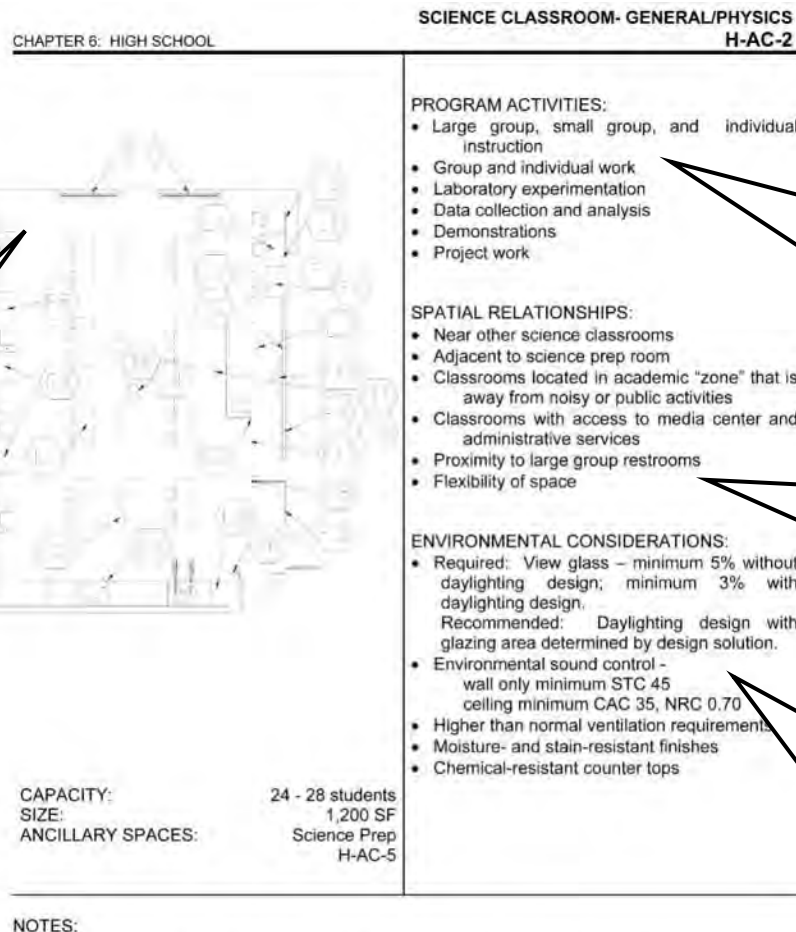 SCIENCE CLASSROOM- GENERAL/PHYSICS
CHAPTER 6: HIGH SCHOOL
H-AC-2
PROGRAM ACTIVITIES:
• Large group, small group, and individual
instruction
• Group and individual work
• Laboratory experimentation
• Data collection and analysis
• Demonstrations
• Project work
SPATIAL RELATIONSHIPS:
• Near other science classrooms
• Adjacent to science prep room
• Classrooms located in academic “zone” that is
away from noisy or public activities
• Classrooms with access to media center and
administrative services
• Proximity to large group restrooms
• Flexibility of space
ENVIRONMENTAL CONSIDERATIONS:
• Required: View glass – minimum 5% without
daylighting design; minimum 3% with
daylighting design.
Recommended: Daylighting design with
glazing area determined by design solution.
• Environmental sound control -
wall only minimum STC 45
ceiling minimum CAC 35, NRC 0.70
• Higher than normal ventilation requirements
• Moisture- and stain-resistant finishes
• Chemical-resistant counter tops
CAPACITY: 24 - 28 students
SIZE: 1,200 SF
ANCILLARY SPACES: Science Prep
H-AC-5
NOTES: